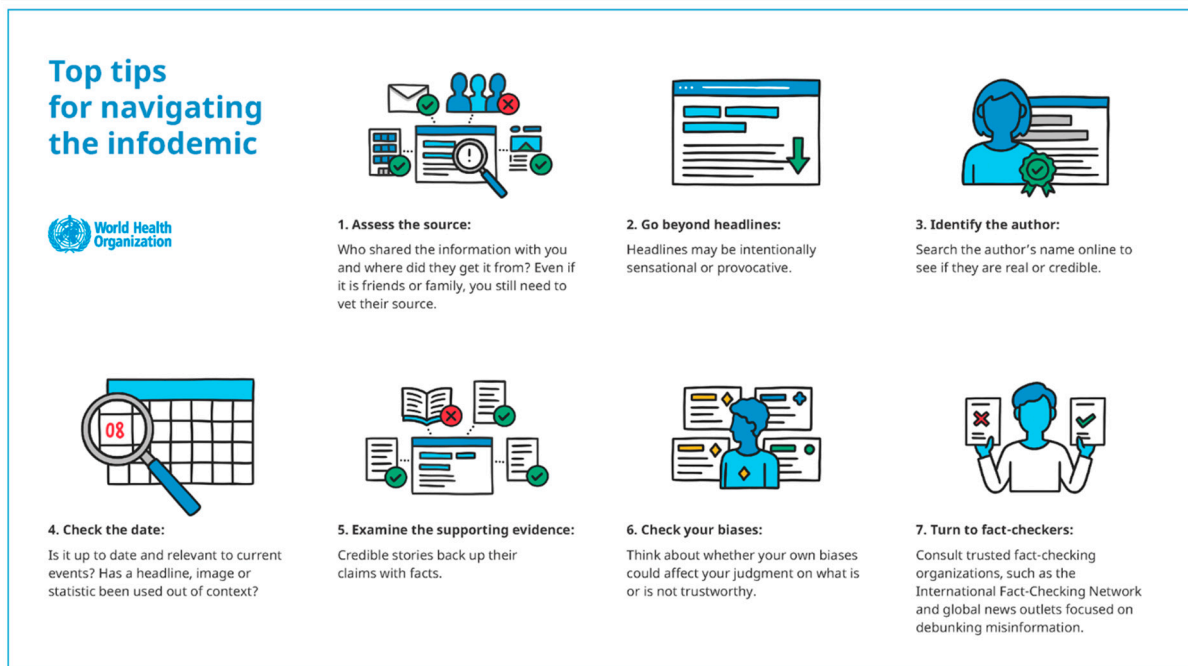 Top tips
for navigating
the infodemic
World Health
Organization
1. Assess the source:
Who shared the information with you
and where did they get it from? Even if
it is friends or family, you still need to
vet their source.
2. Go beyond headlines:
Headlines may be intentionally
sensational or provocative.
3. Identify the author:
Search the author's name online to
see if they are real or credible.
08
4. Check the date:
Is it up to date and relevant to current
events? Has a headline, image or
statistic been used out of context?
5. Examine the supporting evidence:
Credible stories back up their
claims with facts.
6. Check your biases:
Think about whether your own biases
could affect your judgment on what is
or is not trustworthy.
7. Turn to fact-checkers:
Consult trusted fact-checking
organizations, such as the
International Fact-Checking Network
and global news outlets focused on
debunking misinformation.